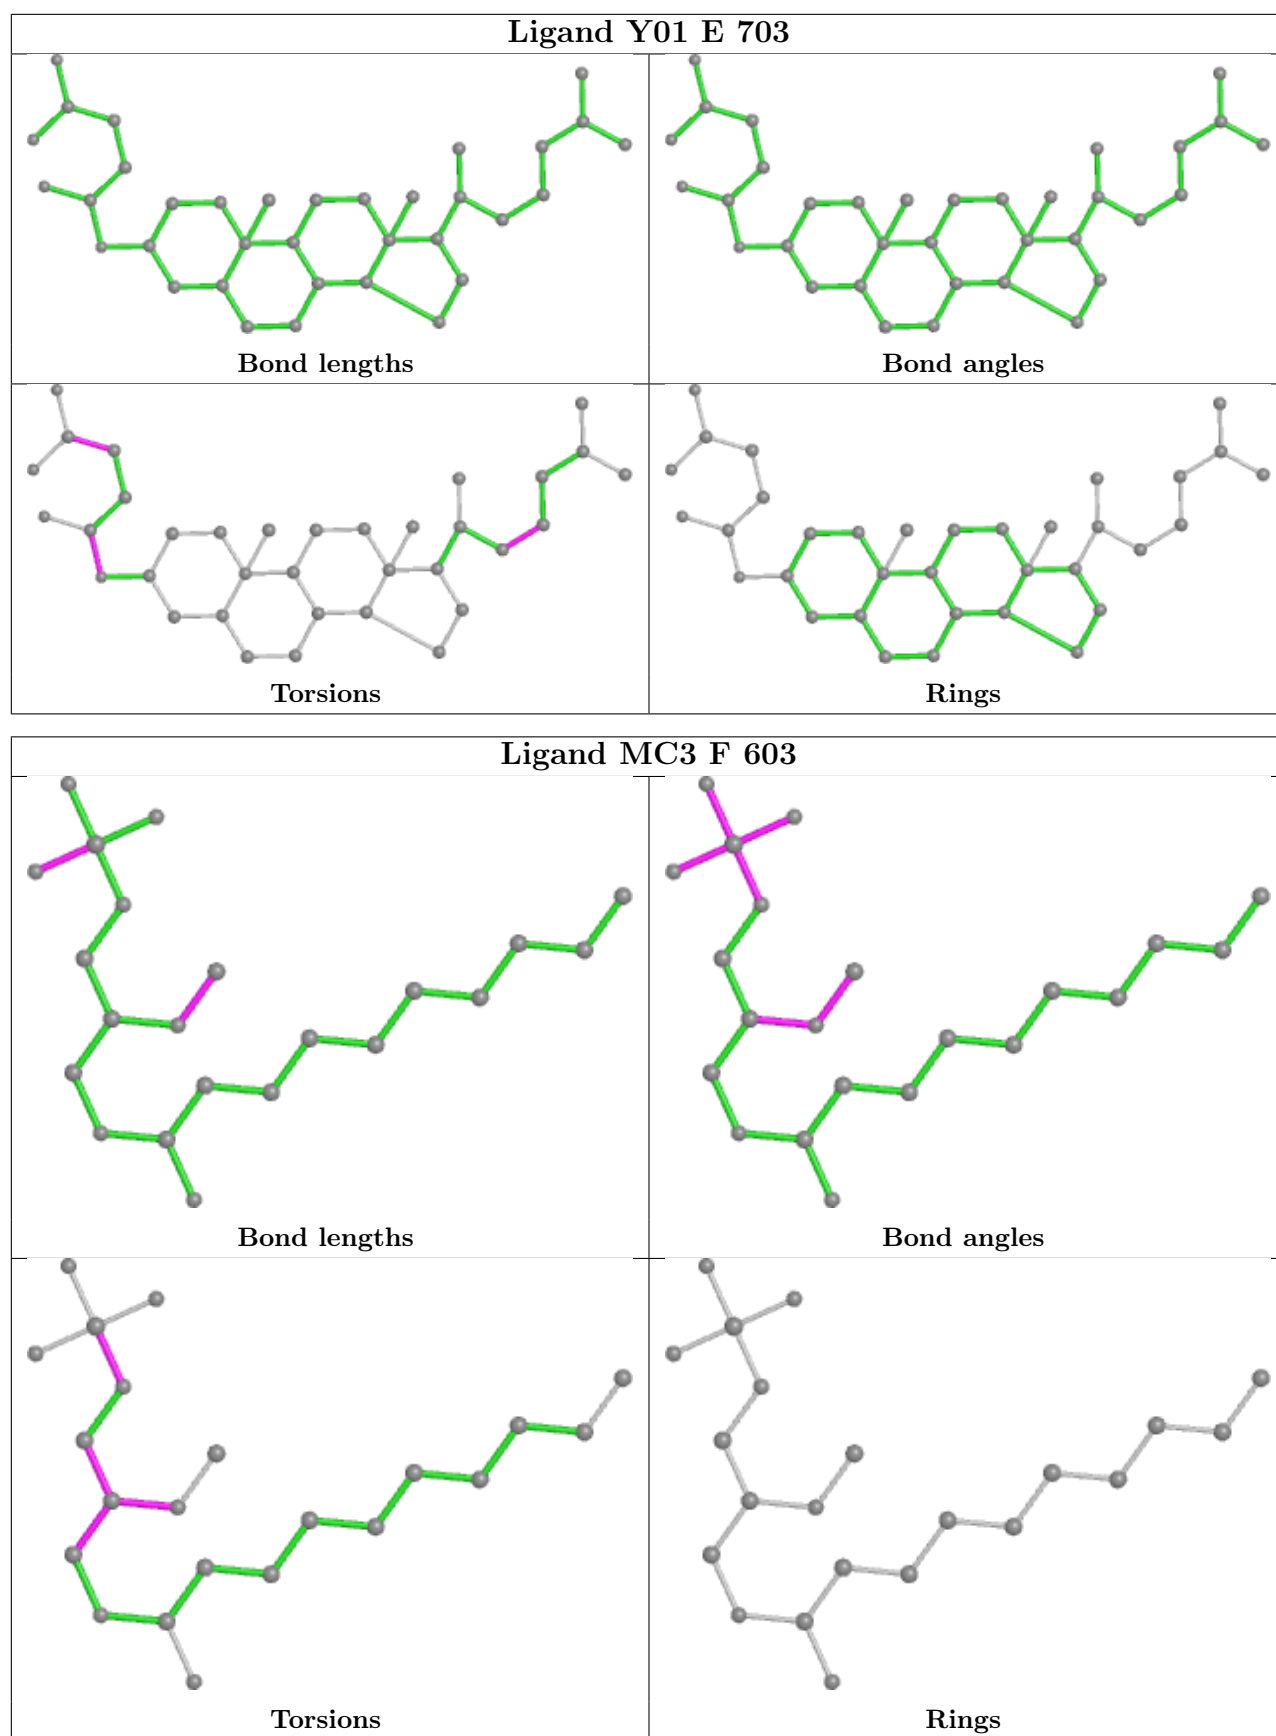 Ligand Y01 E 703
Bond lengths
Bond angles
Torsions
Rings
Ligand MC3 F 603
Bond lengths
Bond angles
Torsions
Rings